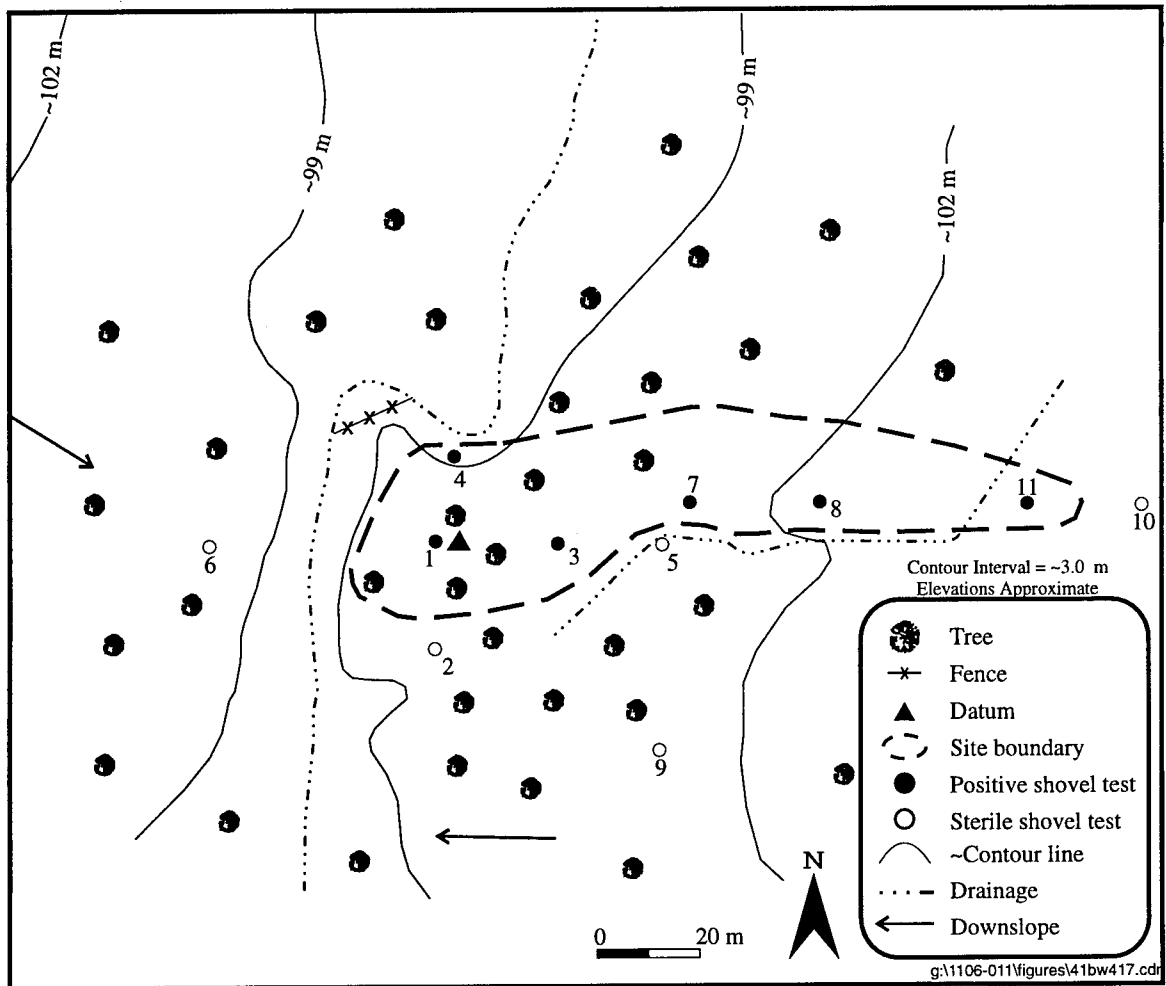 ~102 m
~99 m
~99 m
~102 m
4
7
8
11
10
1
3
5
6
2
9
Contour Interval = ~3.0 m
Elevations Approximate
Tree
Fence
Datum
Site boundary
Positive shovel test
Sterile shovel test
~Contour line
Drainage
Downslope
N
0 20 m
g:\1106-011\figures\41bw417.cdr